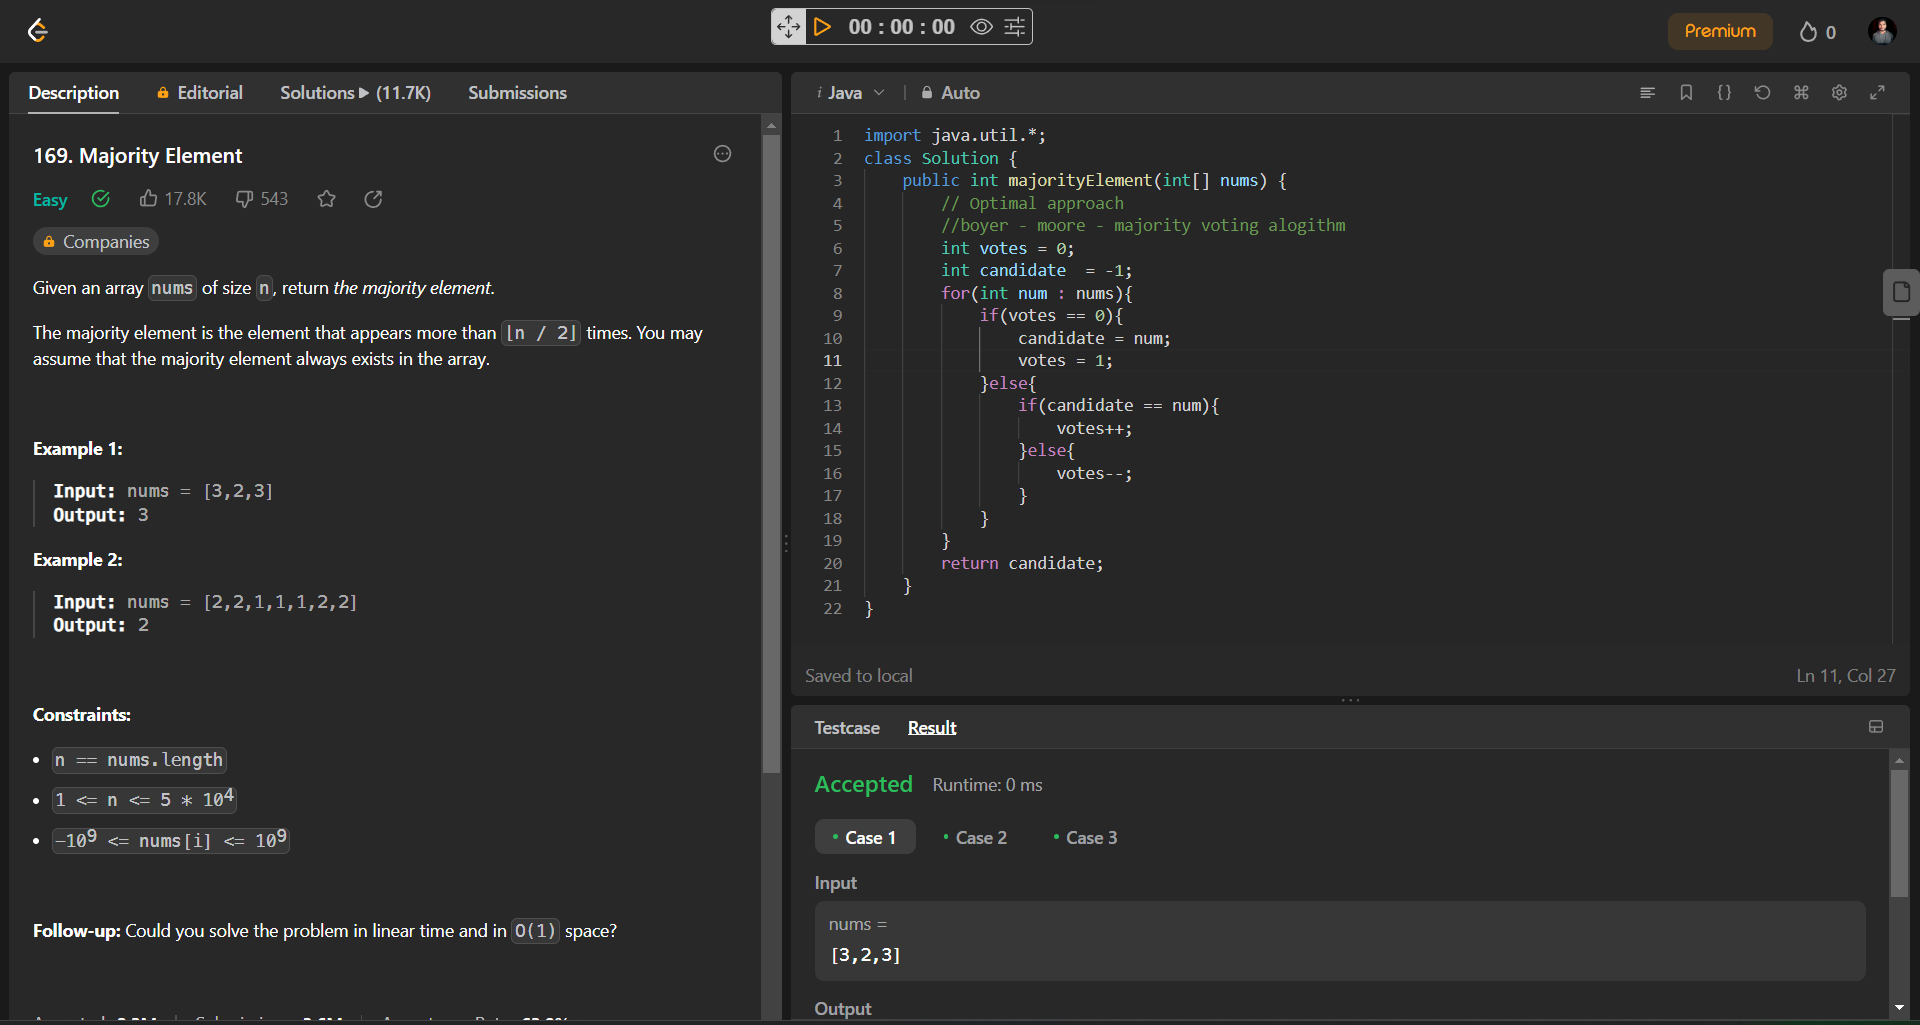 00 : 00 : 00
Premium
0
Description
Editorial
Solutions (11.7K)
Submissions
169. Majority Element
Easy
17.8K
543
Companies
Given an array nums of size n, return the majority element.
The majority element is the element that appears more than ⌊n / 2⌋ times. You may
assume that the majority element always exists in the array.
Example 1:
Input: nums = [3,2,3]
Output: 3
Example 2:
Input: nums = [2,2,1,1,1,2,2]
Output: 2
Constraints:
• n == nums.length
• 1 <= n <= 5 * 10⁴
• -10⁹ <= nums[i] <= 10⁹
Follow-up: Could you solve the problem in linear time and in O(1) space?
i Java
Auto
1 import java.util.*;
2 class Solution {
3 public int majorityElement(int[] nums) {
4 // Optimal approach
5 //boyer - moore - majority voting alogithm
6 int votes = 0;
7 int candidate  = -1;
8 for(int num : nums){
9 if(votes == 0){
10 candidate = num;
11 votes = 1;
12 }else{
13 if(candidate == num){
14 votes++;
15 }else{
16 votes--;
17 }
18 }
19 }
20 return candidate;
21 }
22 }
Saved to local
Ln 11, Col 27
Testcase
Result
Accepted
Runtime: 0 ms
• Case 1
• Case 2
• Case 3
Input
nums =
[3,2,3]
Output